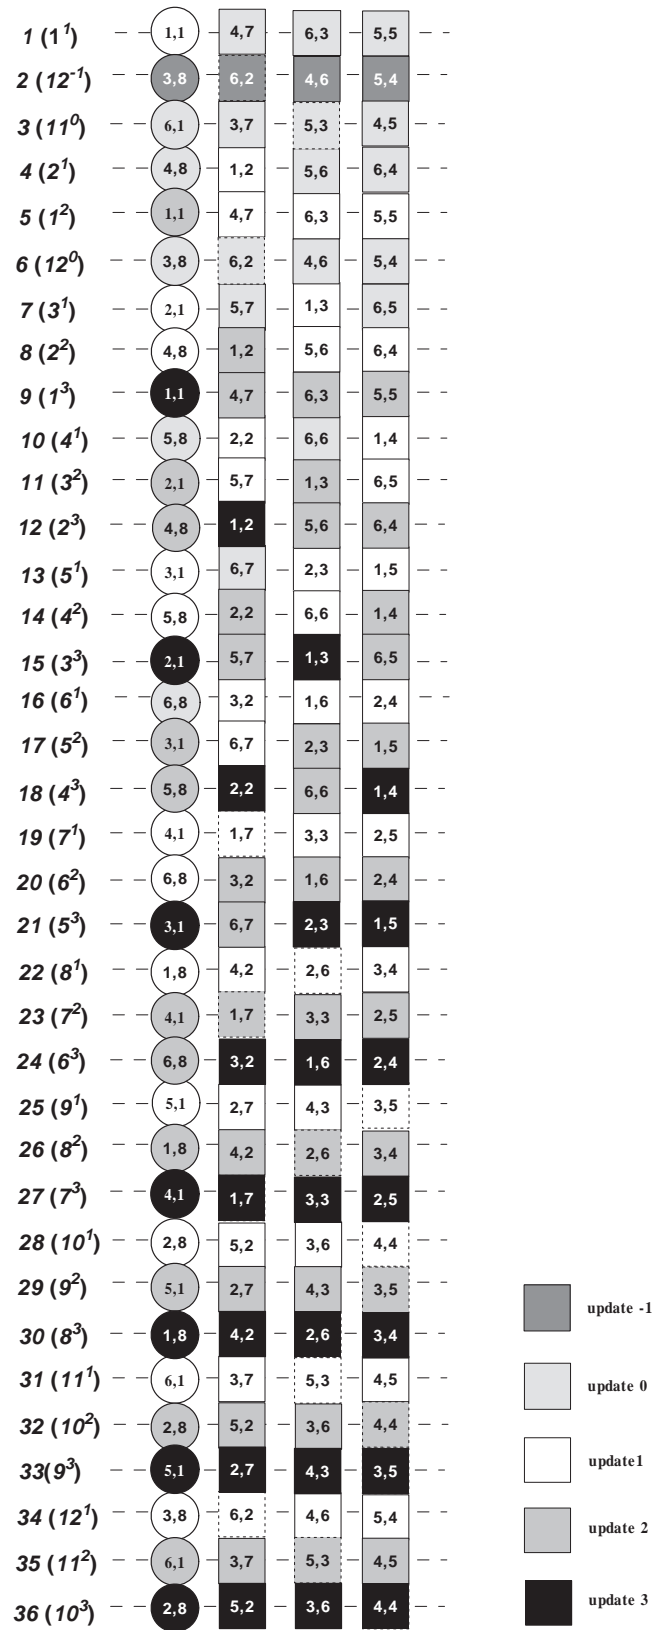 1 (1¹) 1,1 4,7 6,3 5,5
2 (12⁻¹) 3,8 6,2 4,6 5,4
3 (11⁰) 6,1 3,7 5,3 4,5
4 (2¹) 4,8 1,2 5,6 6,4
5 (1²) 1,1 4,7 6,3 5,5
6 (12⁰) 3,8 6,2 4,6 5,4
7 (3¹) 2,1 5,7 1,3 6,5
8 (2²) 4,8 1,2 5,6 6,4
9 (1³) 1,1 4,7 6,3 5,5
10 (4¹) 5,8 2,2 6,6 1,4
11 (3²) 2,1 5,7 1,3 6,5
12 (2³) 4,8 1,2 5,6 6,4
13 (5¹) 3,1 6,7 2,3 1,5
14 (4²) 5,8 2,2 6,6 1,4
15 (3³) 2,1 5,7 1,3 6,5
16 (6¹) 6,8 3,2 1,6 2,4
17 (5²) 3,1 6,7 2,3 1,5
18 (4³) 5,8 2,2 6,6 1,4
19 (7¹) 4,1 1,7 3,3 2,5
20 (6²) 6,8 3,2 1,6 2,4
21 (5³) 3,1 6,7 2,3 1,5
22 (8¹) 1,8 4,2 2,6 3,4
23 (7²) 4,1 1,7 3,3 2,5
24 (6³) 6,8 3,2 1,6 2,4
25 (9¹) 5,1 2,7 4,3 3,5
26 (8²) 1,8 4,2 2,6 3,4
27 (7³) 4,1 1,7 3,3 2,5
28 (10¹) 2,8 5,2 3,6 4,4
29 (9²) 5,1 2,7 4,3 3,5
30 (8³) 1,8 4,2 2,6 3,4
31 (11¹) 6,1 3,7 5,3 4,5
32 (10²) 2,8 5,2 3,6 4,4
33(9³) 5,1 2,7 4,3 3,5
34 (12¹) 3,8 6,2 4,6 5,4
35 (11²) 6,1 3,7 5,3 4,5
36 (10³) 2,8 5,2 3,6 4,4
update -1
update 0
update1
update 2
update 3